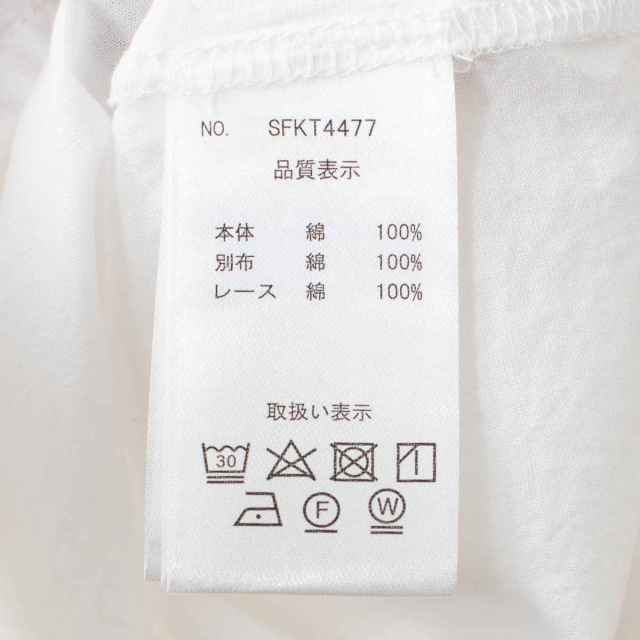 NO. SFKT4477
品質表示
本体 綿 100%
別布 綿 100%
レース 綿 100%
取扱い表示
30
F W